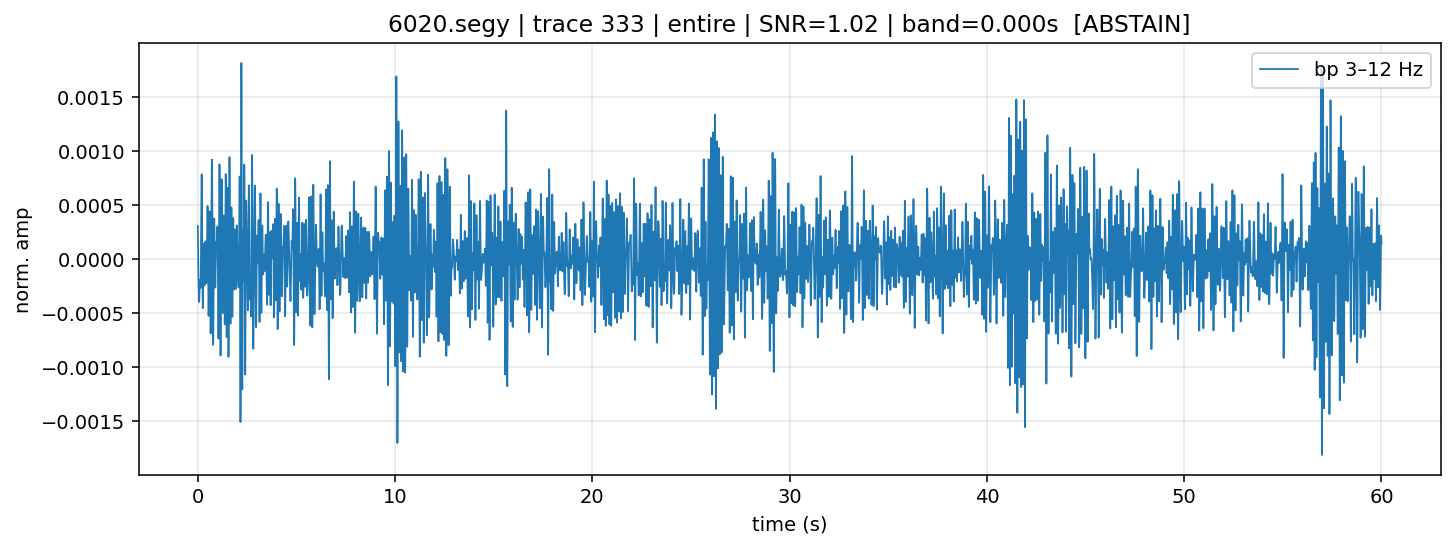 6020.segy | trace 333 | entire | SNR=1.02 | band=0.000s  [ABSTAIN]
bp 3–12 Hz
norm. amp
0.0015
0.0010
0.0005
0.0000
−0.0005
−0.0010
−0.0015
0 10 20 30 40 50 60
time (s)